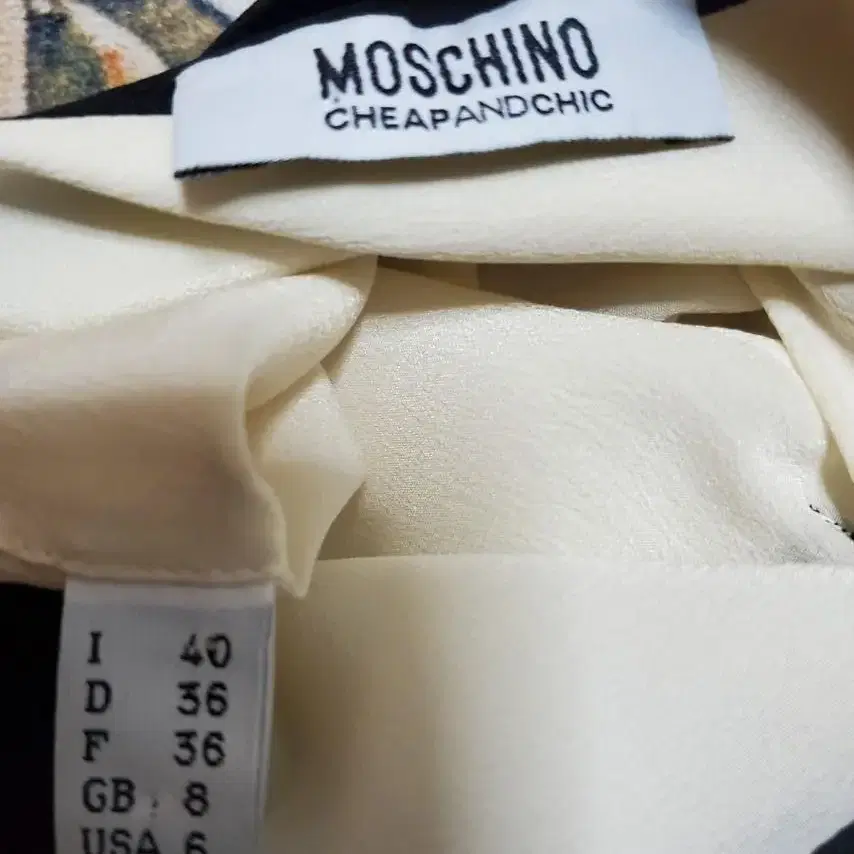 MOSCHINO
CHEAPANDCHIC
I 40
D 36
F 36
GB 8
USA 6